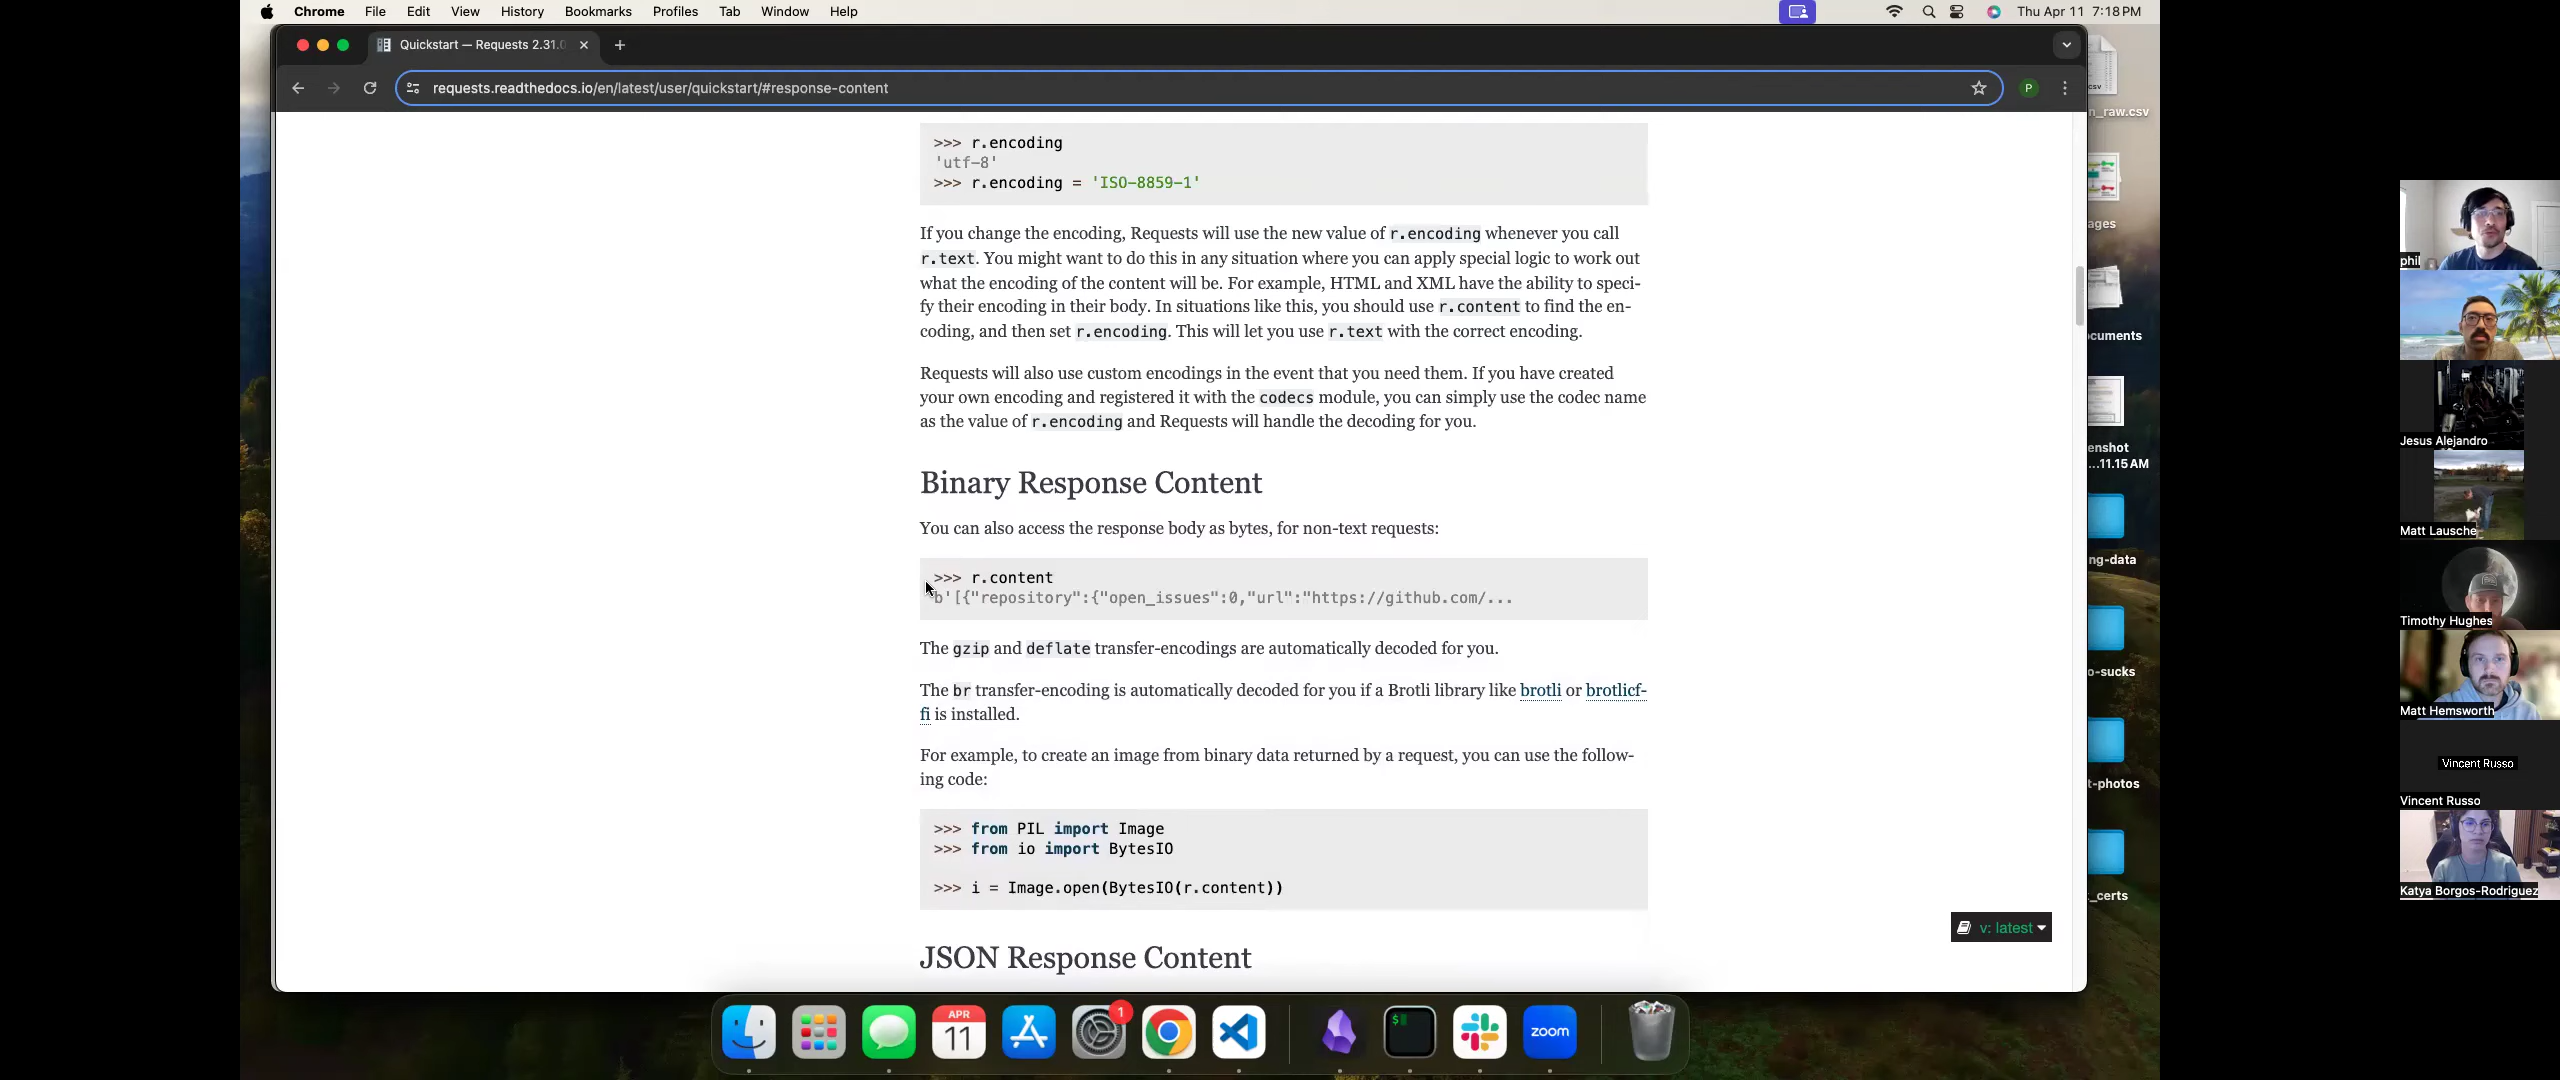 Chrome File Edit View History Bookmarks Profiles Tab Window Help
Thu Apr 11 7:18 PM
Quickstart — Requests 2.31.0
requests.readthedocs.io/en/latest/user/quickstart/#response-content
P
>>> r.encoding
'utf-8'
>>> r.encoding = 'ISO-8859-1'
If you change the encoding, Requests will use the new value of r.encoding whenever you call
r.text. You might want to do this in any situation where you can apply special logic to work out
what the encoding of the content will be. For example, HTML and XML have the ability to speci-
fy their encoding in their body. In situations like this, you should use r.content to find the en-
coding, and then set r.encoding. This will let you use r.text with the correct encoding.
Requests will also use custom encodings in the event that you need them. If you have created
your own encoding and registered it with the codecs module, you can simply use the codec name
as the value of r.encoding and Requests will handle the decoding for you.
Binary Response Content
You can also access the response body as bytes, for non-text requests:
>>> r.content
b'[{"repository":{"open_issues":0,"url":"https://github.com/...
The gzip and deflate transfer-encodings are automatically decoded for you.
The br transfer-encoding is automatically decoded for you if a Brotli library like brotli or brotlicf-
fi is installed.
For example, to create an image from binary data returned by a request, you can use the follow-
ing code:
>>> from PIL import Image
>>> from io import BytesIO
>>> i = Image.open(BytesIO(r.content))
JSON Response Content
v: latest
csv
n_raw.csv
ages
cuments
enshot
...11.15 AM
ng-data
o-sucks
t-photos
_certs
APR
11
1
$
zoom
phil
Jesus Alejandro
Matt Lausche
Timothy Hughes
Matt Hemsworth
Vincent Russo
Vincent Russo
Katya Borgos-Rodriguez